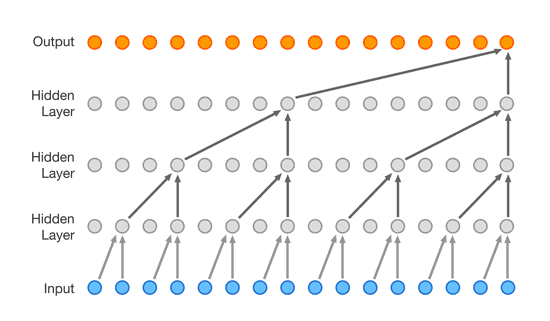 Output
Hidden
Layer
Hidden
Layer
Hidden
Layer
Input